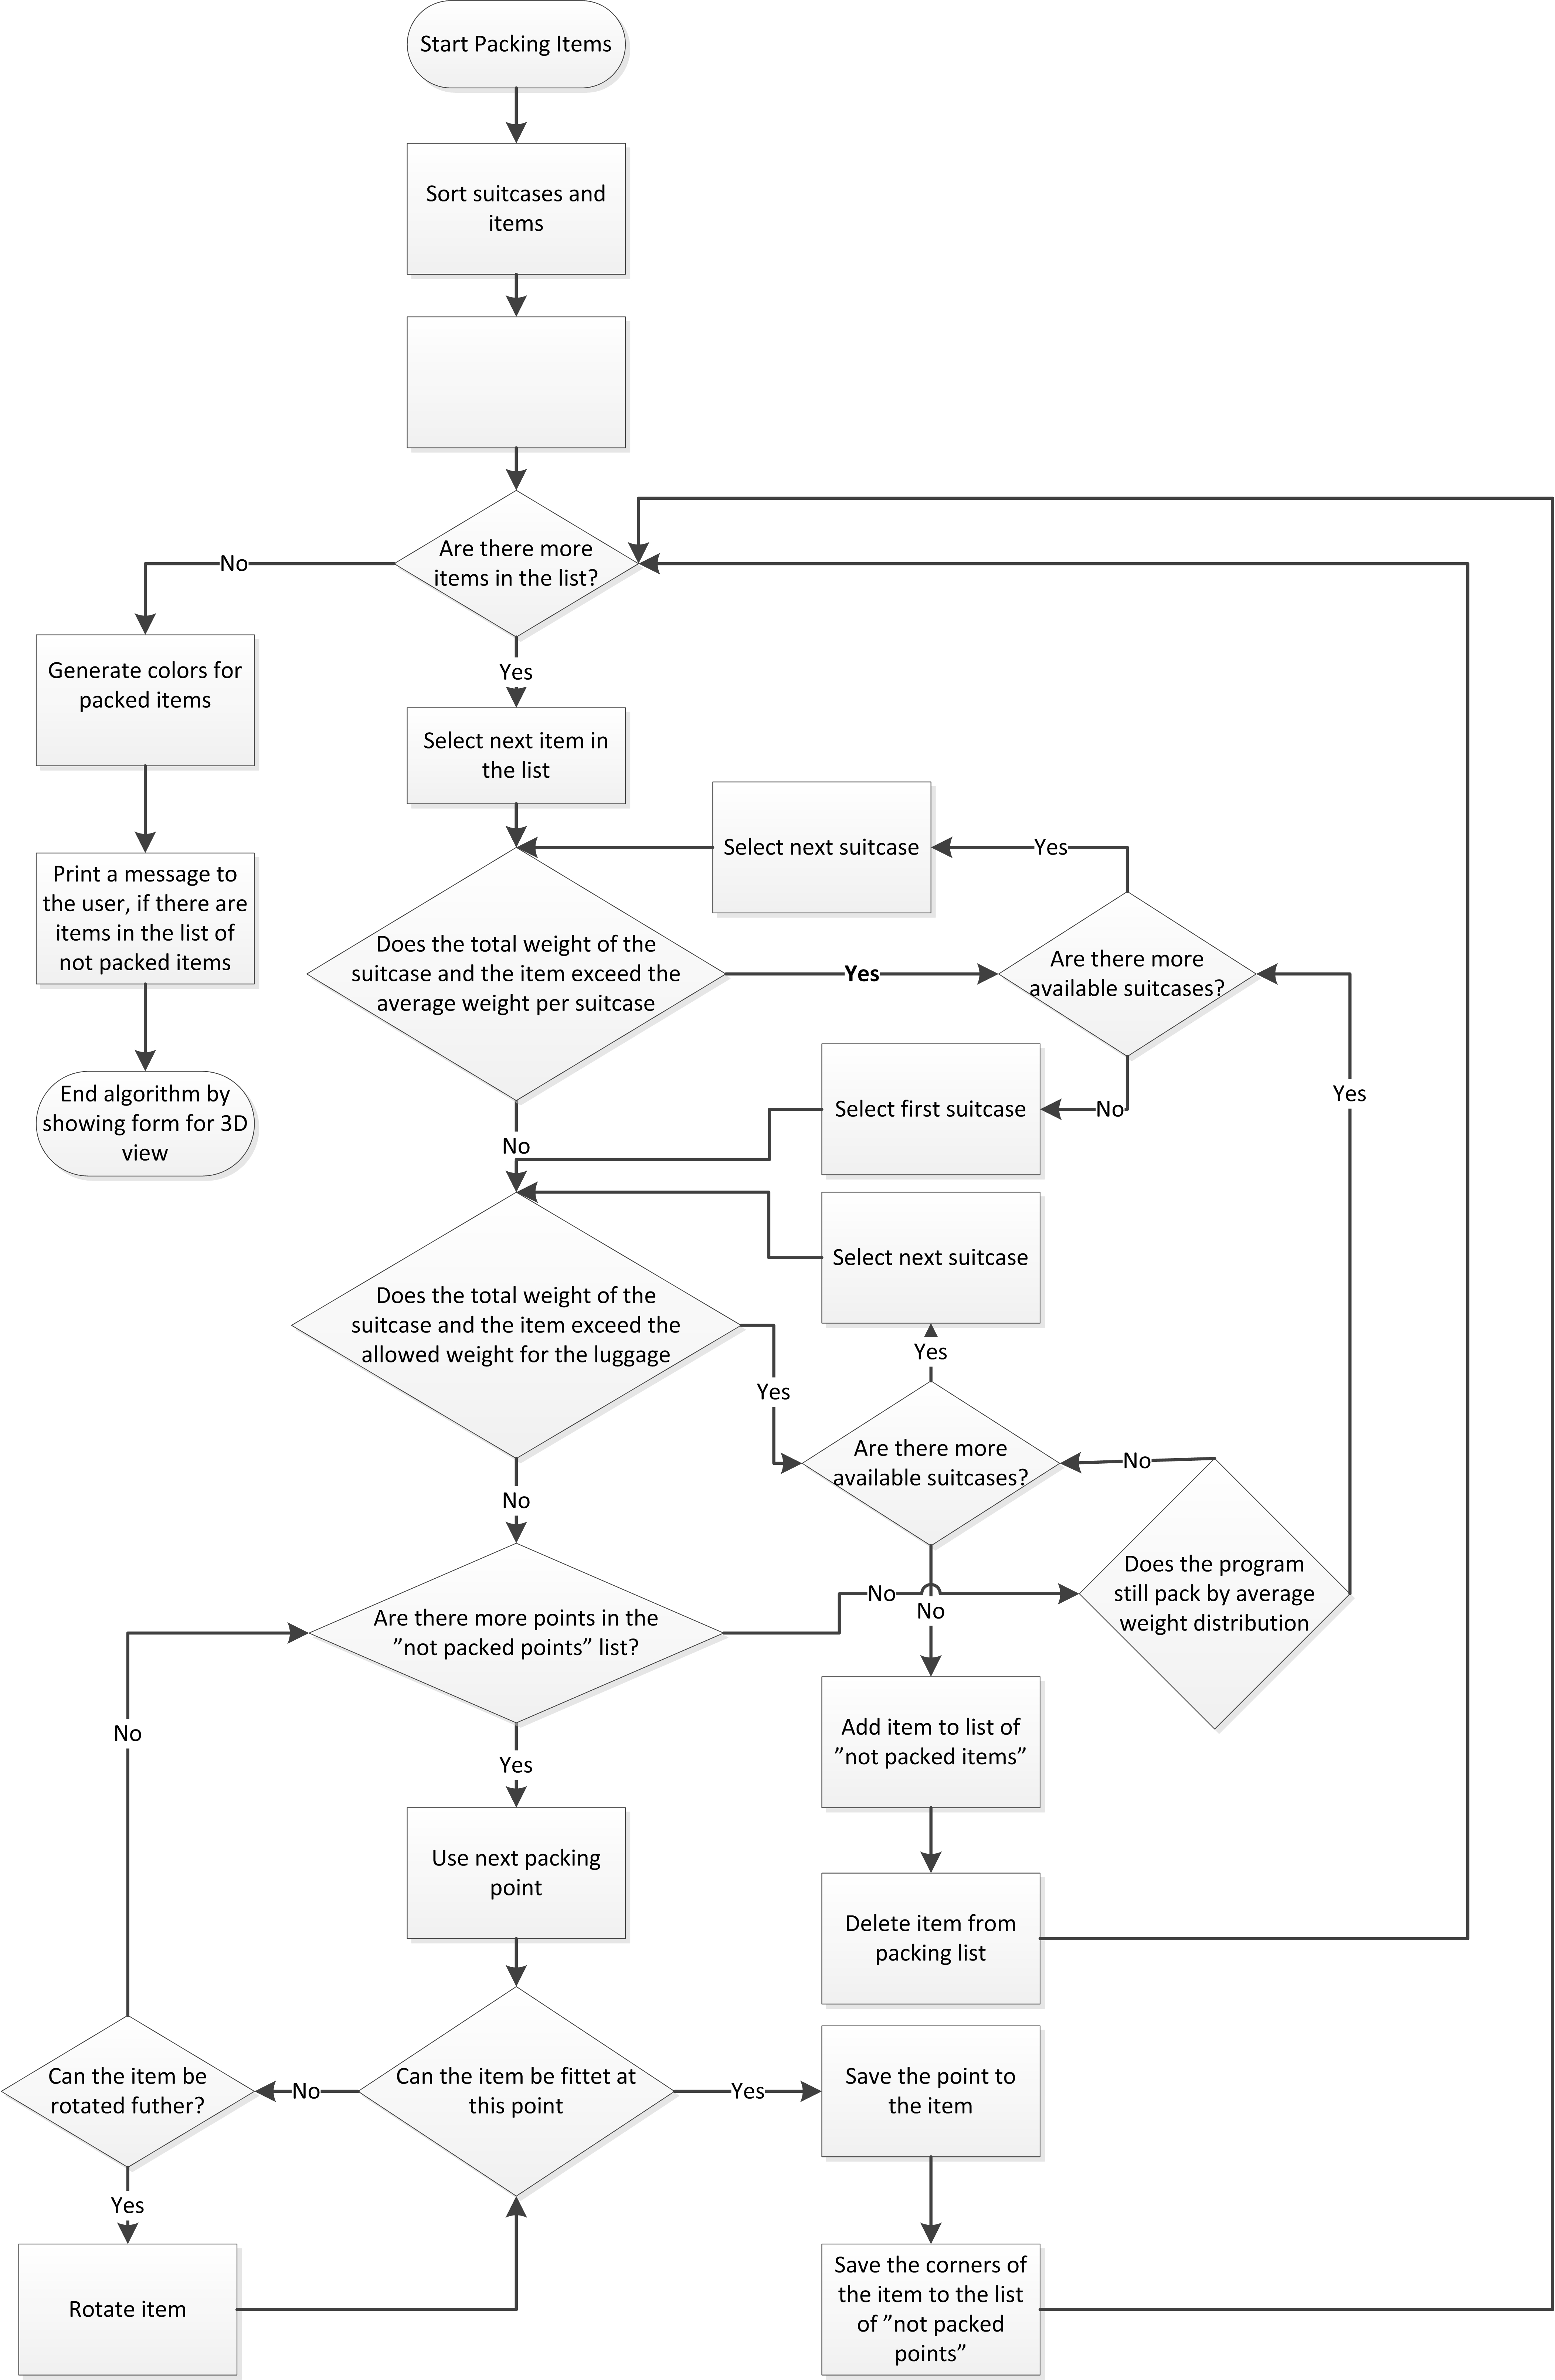 Start Packing Items
Sort suitcases and
items
Are there more
items in the list?
No
Generate colors for
packed items
Print a message to
the user, if there are
items in the list of
not packed items
End algorithm by
showing form for 3D
view
Yes
Select next item in
the list
Select next suitcase
Yes
Does the total weight of the
suitcase and the item exceed the
average weight per suitcase
Yes
Are there more
available suitcases?
No
Select first suitcase
No
Yes
Select next suitcase
Does the total weight of the
suitcase and the item exceed the
allowed weight for the luggage
Yes
Yes
Are there more
available suitcases?
No
No
Does the program
still pack by average
weight distribution
Are there more points in the
”not packed points” list?
No
No
Add item to list of
”not packed items”
Delete item from
packing list
Yes
Use next packing
point
No
Can the item be
rotated futher?
No
Can the item be fittet at
this point
Yes
Save the point to
the item
Yes
Rotate item
Save the corners of
the item to the list
of ”not packed
points”